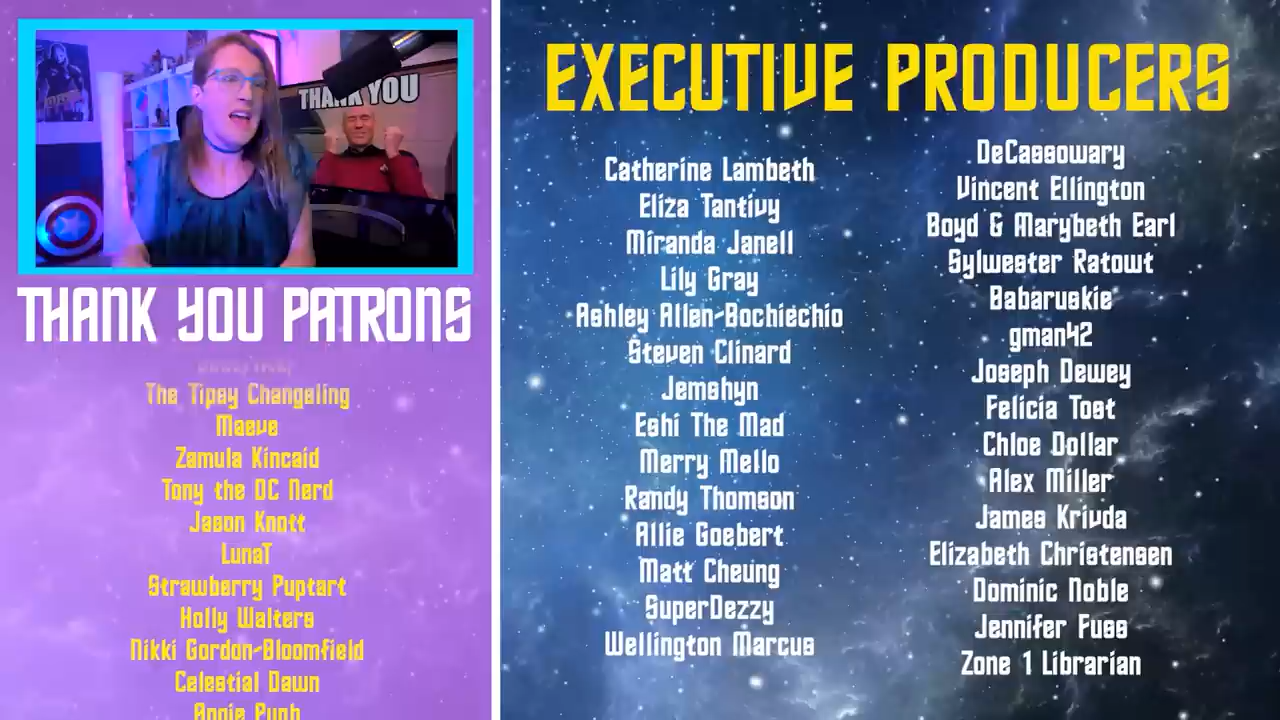 THANK YOU
THANK YOU PATRONS
The Tipsy Changeling
Maeve
Zamula Kincaid
Tony the DC Nerd
Jason Knott
LunaT
Strawberry Puptart
Holly Walters
Nikki Gordon-Bloomfield
Celestial Dawn
Angie Pugh
EXECUTIVE PRODUCERS
Catherine Lambeth
Eliza Tantivy
Miranda Janell
Lily Gray
Ashley Allen-Bochiechio
Steven Clinard
Jemshyn
Eshi The Mad
Merry Mello
Randy Thomson
Allie Goebert
Matt Cheung
SuperDezzy
Wellington Marcus
DeCassowary
Vincent Ellington
Boyd & Marybeth Earl
Sylwester Ratowt
Babaruskie
gman42
Joseph Dewey
Felicia Tost
Chloe Dollar
Alex Miller
James Krivda
Elizabeth Christensen
Dominic Noble
Jennifer Fuss
Zone 1 Librarian